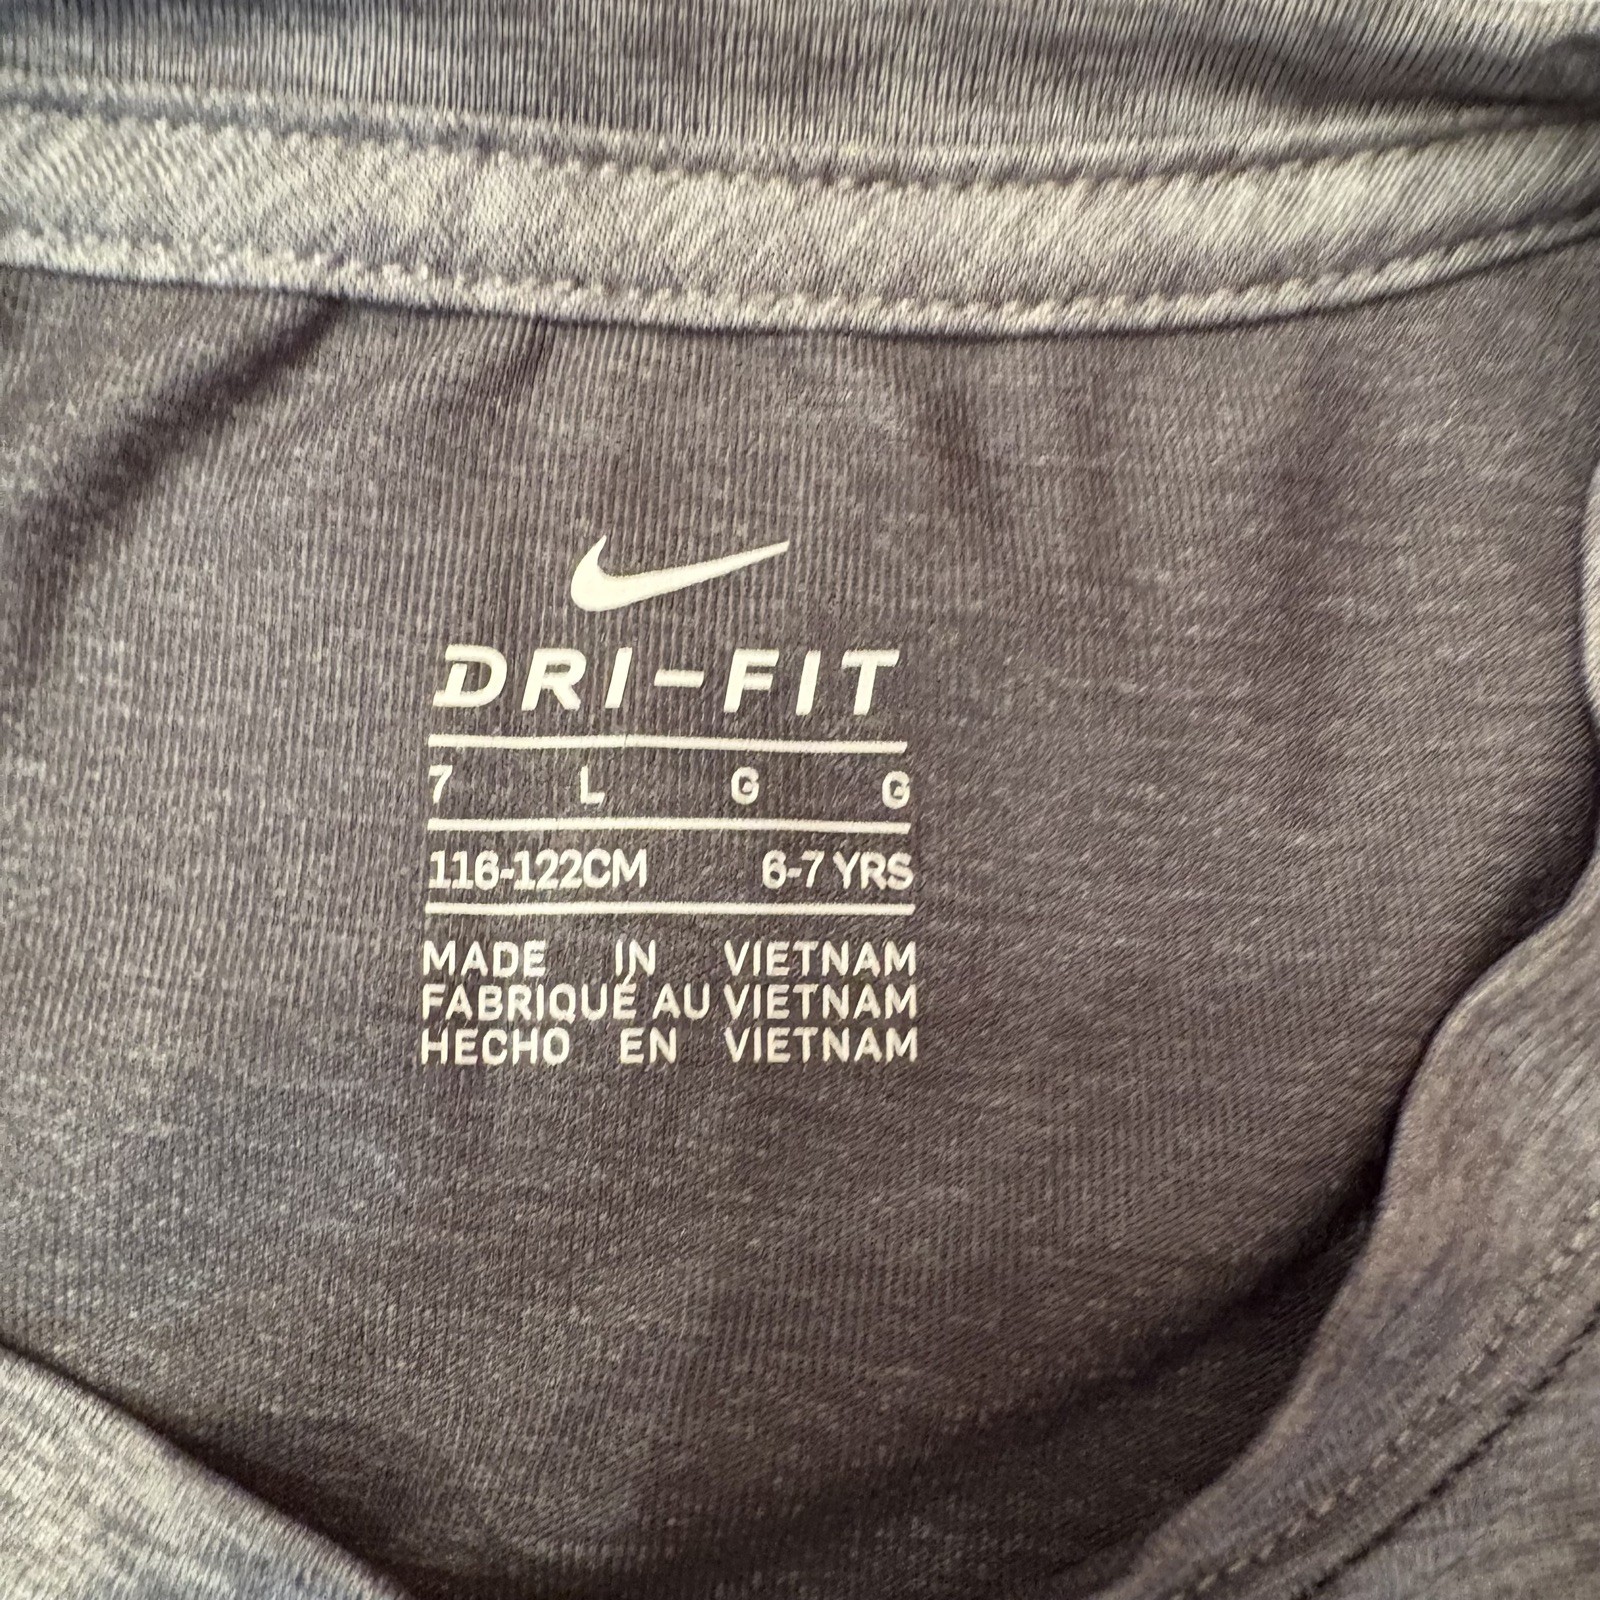 DRI-FIT
7 L G G
116-122CM 6-7 YRS
MADE IN VIETNAM
FABRIQUÉ AU VIETNAM
HECHO EN VIETNAM